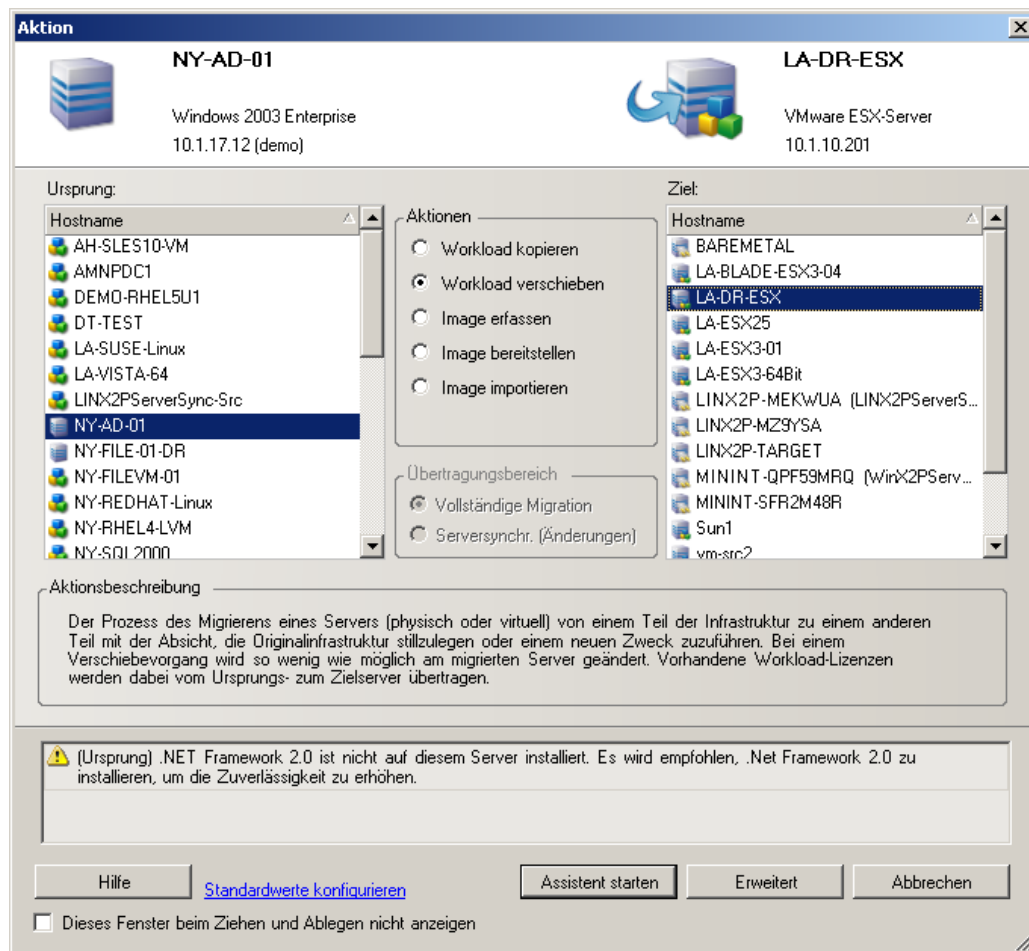 Aktion
NY-AD-01
Windows 2003 Enterprise
10.1.17.12 (demo)
LA-DR-ESX
VMware ESX-Server
10.1.10.201
Ursprung:
Hostname
AH-SLES10-VM
AMNPDC1
DEMO-RHEL5U1
DT-TEST
LA-SUSE-Linux
LA-VISTA-64
LINX2PServerSync-Src
NY-AD-01
NY-FILE-01-DR
NY-FILEVM-01
NY-REDHAT-Linux
NY-RHEL4-LVM
NY-SQL2000
Aktionen
Workload kopieren
Workload verschieben
Image erfassen
Image bereitstellen
Image importieren
Übertragungsbereich
Vollständige Migration
Serversynchr. (Änderungen)
Ziel:
Hostname
BAREMETAL
LA-BLADE-ESX3-04
LA-DR-ESX
LA-ESX25
LA-ESX3-01
LA-ESX3-64Bit
LINX2P-MEKWUA (LINX2PServerS...
LINX2P-MZ9YSA
LINX2P-TARGET
MININT-QPF59MRQ (WinX2PServ...
MININT-SFR2M48R
Sun1
vm-src2
Aktionsbeschreibung
Der Prozess des Migrierens eines Servers (physisch oder virtuell) von einem Teil der Infrastruktur zu einem anderen
Teil mit der Absicht, die Originalinfrastruktur stillzulegen oder einem neuen Zweck zuzuführen. Bei einem
Verschiebevorgang wird so wenig wie möglich am migrierten Server geändert. Vorhandene Workload-Lizenzen
werden dabei vom Ursprungs- zum Zielserver übertragen.
(Ursprung) .NET Framework 2.0 ist nicht auf diesem Server installiert. Es wird empfohlen, .Net Framework 2.0 zu
installieren, um die Zuverlässigkeit zu erhöhen.
Hilfe
Standardwerte konfigurieren
Assistent starten
Erweitert
Abbrechen
Dieses Fenster beim Ziehen und Ablegen nicht anzeigen